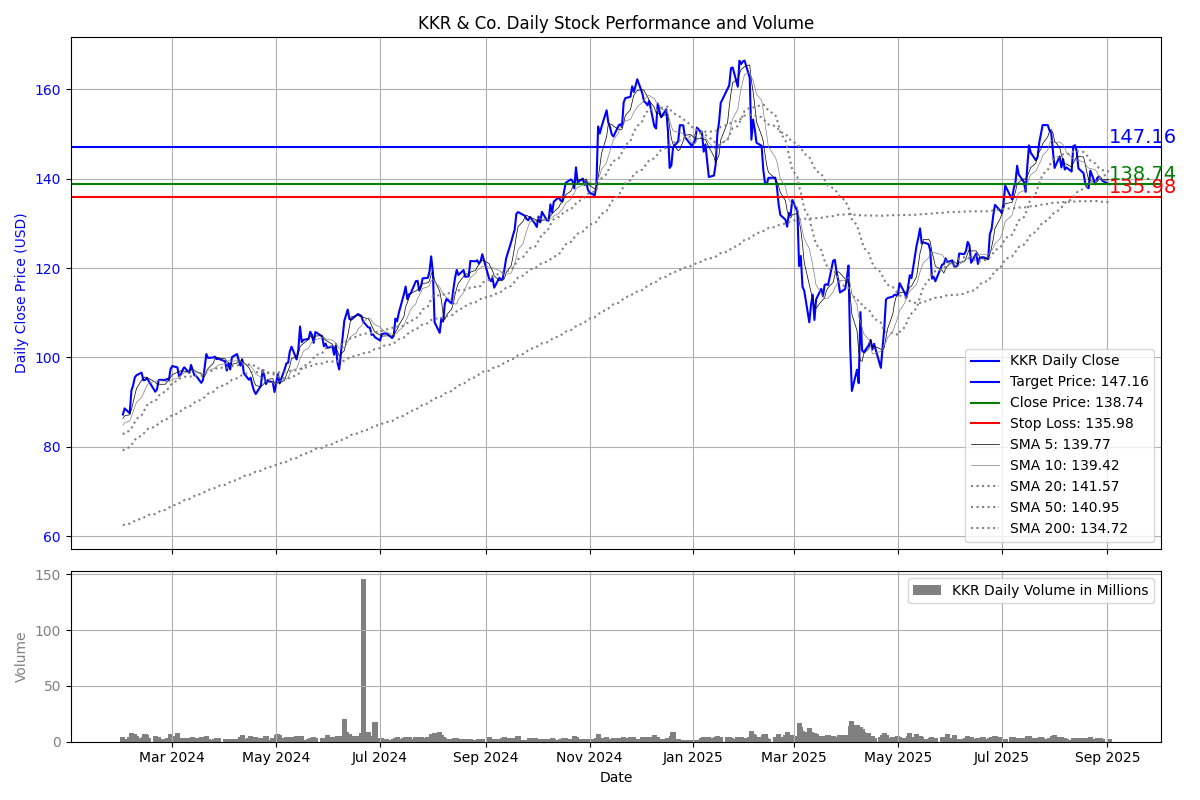 KKR & Co. Daily Stock Performance and Volume
Daily Close Price (USD)
160
140
120
100
80
60
147.16
138.74
135.98
KKR Daily Close
Target Price: 147.16
Close Price: 138.74
Stop Loss: 135.98
SMA 5: 139.77
SMA 10: 139.42
SMA 20: 141.57
SMA 50: 140.95
SMA 200: 134.72
Volume
150
100
50
0
KKR Daily Volume in Millions
Mar 2024 May 2024 Jul 2024 Sep 2024 Nov 2024 Jan 2025 Mar 2025 May 2025 Jul 2025 Sep 2025
Date